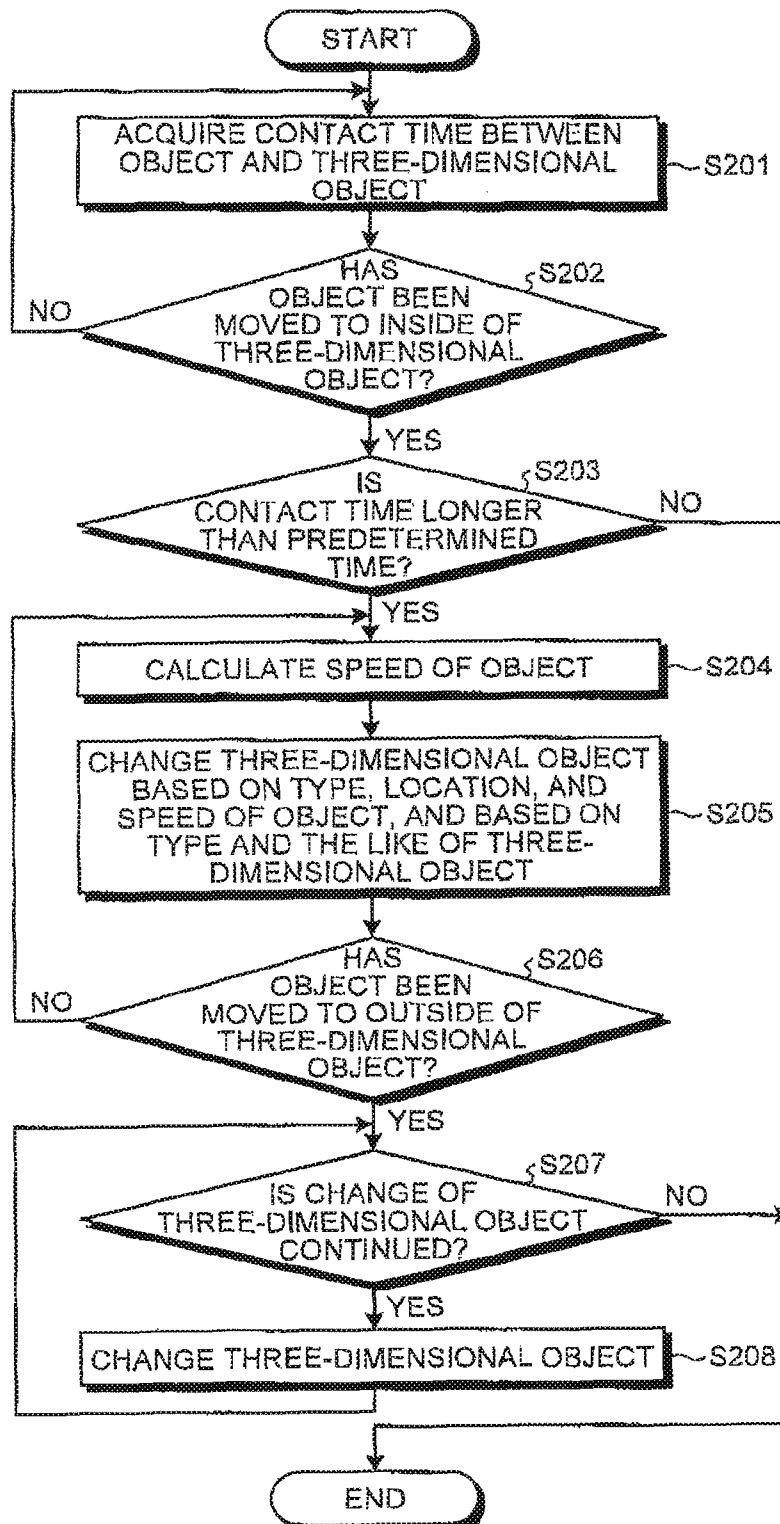 START
ACQUIRE CONTACT TIME BETWEEN
OBJECT AND THREE-DIMENSIONAL
OBJECT
S201
HAS
OBJECT BEEN
MOVED TO INSIDE OF
THREE-DIMENSIONAL
OBJECT?
S202
NO
YES
IS
CONTACT TIME LONGER
THAN PREDETERMINED
TIME?
S203
NO
YES
CALCULATE SPEED OF OBJECT
S204
CHANGE THREE-DIMENSIONAL OBJECT
BASED ON TYPE, LOCATION, AND
SPEED OF OBJECT, AND BASED ON
TYPE AND THE LIKE OF THREE-
DIMENSIONAL OBJECT
S205
HAS
OBJECT BEEN
MOVED TO OUTSIDE OF
THREE-DIMENSIONAL
OBJECT?
S206
NO
YES
IS CHANGE OF
THREE-DIMENSIONAL OBJECT
CONTINUED?
S207
NO
YES
CHANGE THREE-DIMENSIONAL OBJECT
S208
END